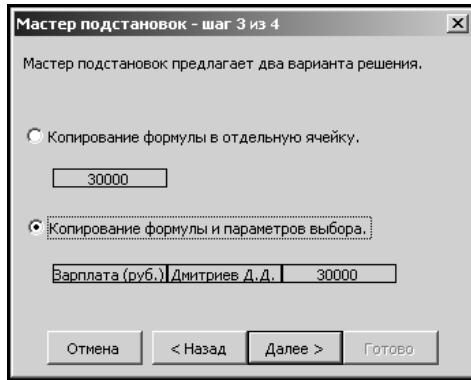 Мастер подстановок - шаг 3 из 4
Мастер подстановок предлагает два варианта решения.
Копирование формулы в отдельную ячейку.
30000
Копирование формулы и параметров выбора.
Зарплата (руб.) Дмитриев Д.Д. 30000
Отмена < Назад Далее > Готово